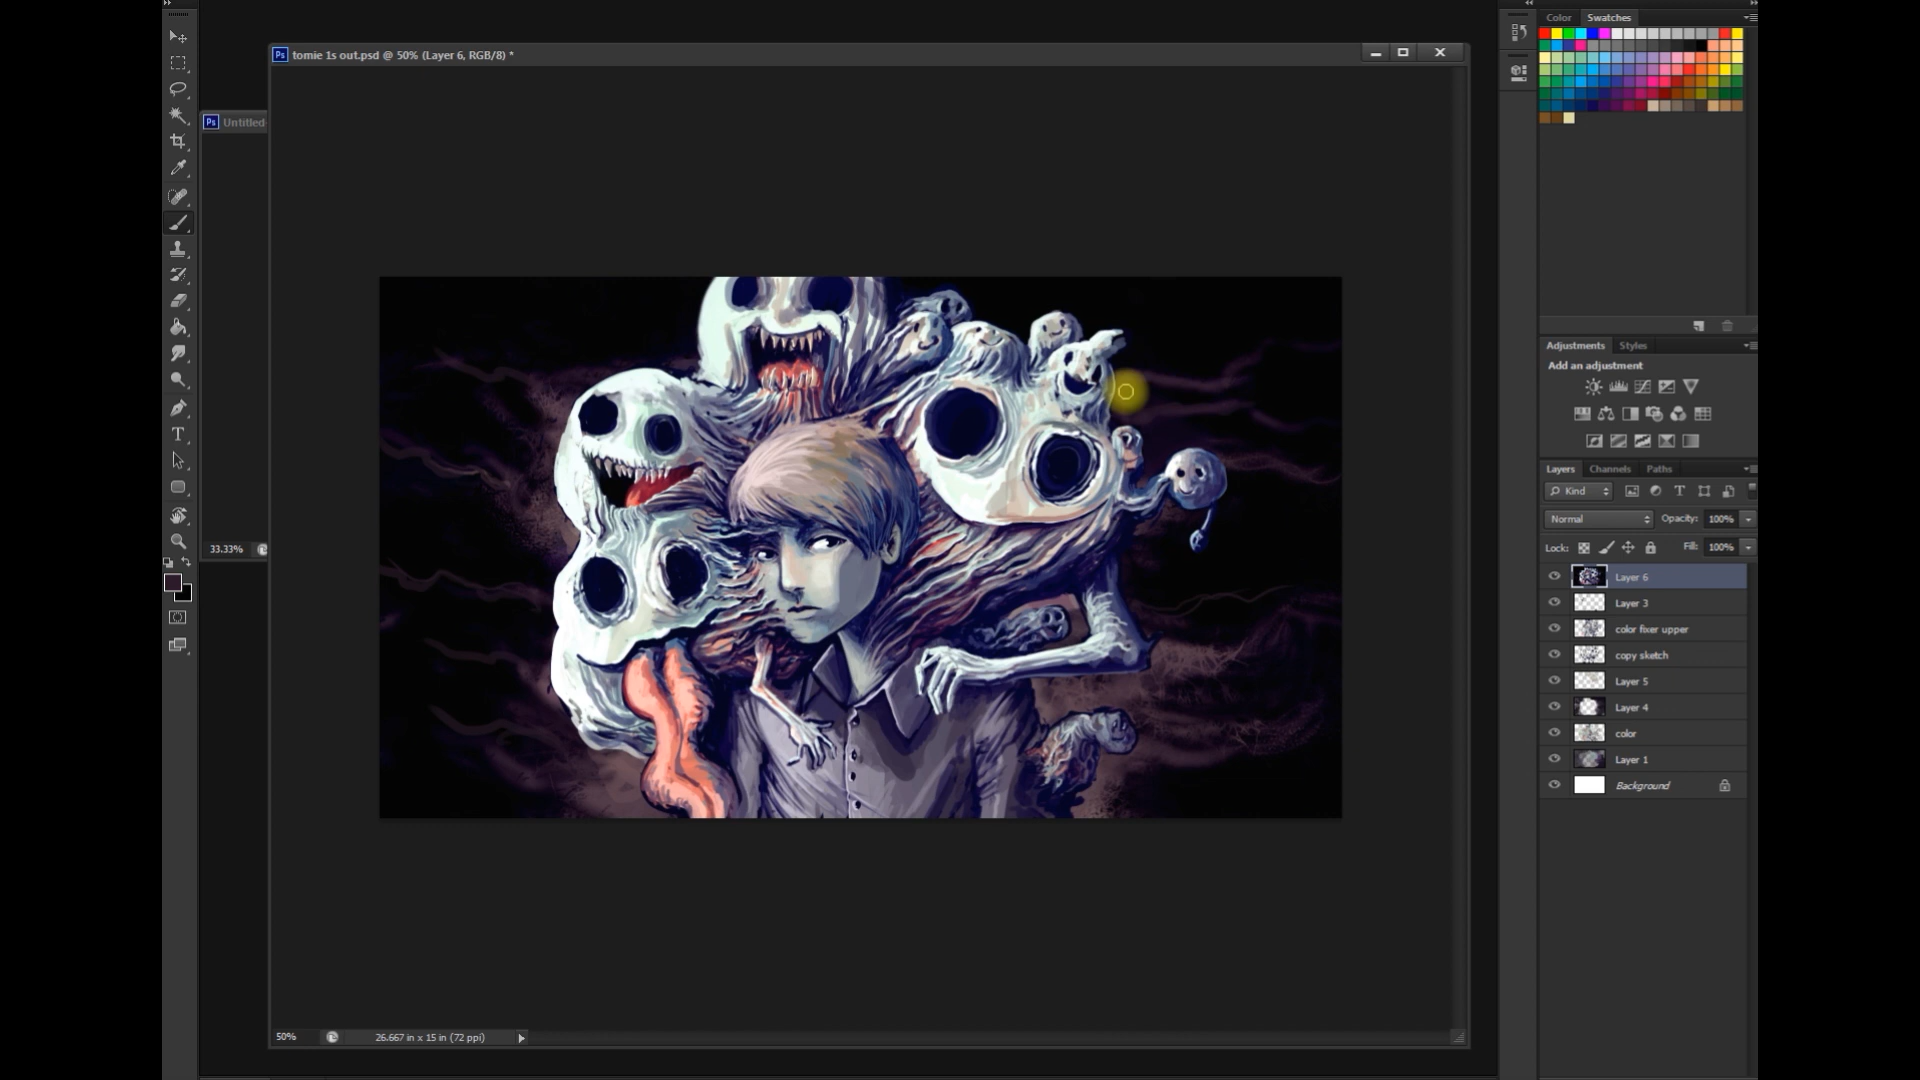 Color Swatches
Ps tomie 1s out.psd @ 50% (Layer 6, RGB/8) *
Ps Untitled-
33.33%
Adjustments Styles
Add an adjustment
Layers Channels Paths
Kind
T
Normal Opacity: 100%
Lock: Fill: 100%
Layer 6
Layer 3
color fixer upper
copy sketch
Layer 5
Layer 4
color
Layer 1
Background
50% 26.667 in x 15 in (72 ppi)